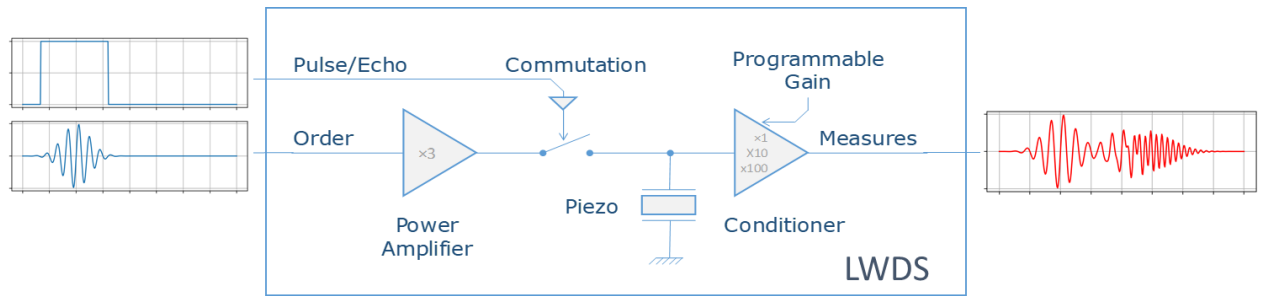 Pulse/Echo
Commutation
Programmable
Gain
Order
×3
×1
X10
x100
Measures
Piezo
Power
Amplifier
Conditioner
LWDS